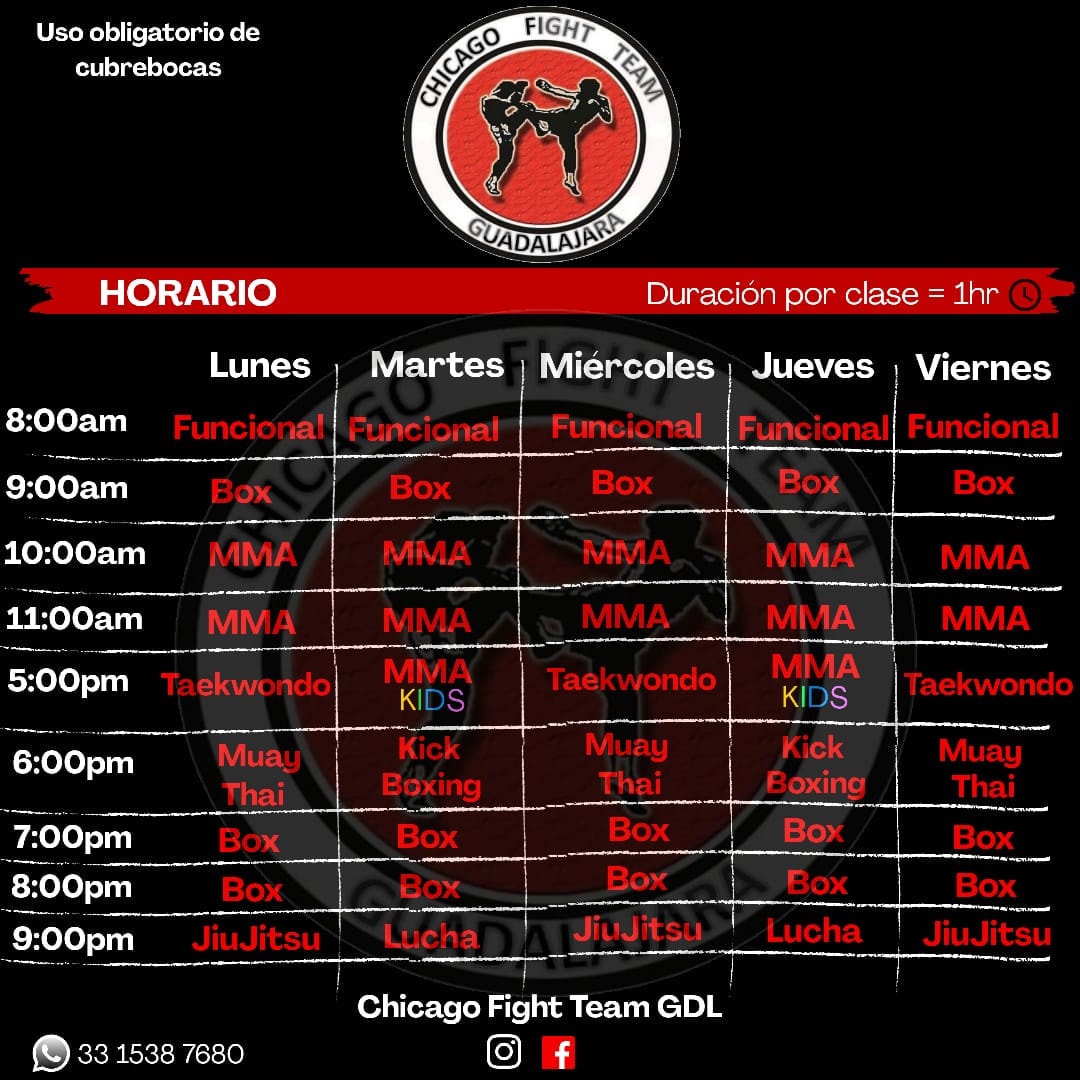 Uso obligatorio de
cubrebocas
CHICAGO FIGHT TEAM
GUADALAJARA
HORARIO Duración por clase = 1hr
Lunes Martes Miércoles Jueves Viernes
8:00am Funcional Funcional Funcional Funcional Funcional
9:00am Box Box Box Box Box
10:00am MMA MMA MMA MMA MMA
11:00am MMA MMA MMA MMA MMA
5:00pm Taekwondo MMA KIDS Taekwondo MMA KIDS Taekwondo
6:00pm Muay Thai Kick Boxing Muay Thai Kick Boxing Muay Thai
7:00pm Box Box Box Box Box
8:00pm Box Box Box Box Box
9:00pm JiuJitsu Lucha JiuJitsu Lucha JiuJitsu
CHICAGO FIGHT TEAM
GUADALAJARA
Chicago Fight Team GDL
33 1538 7680